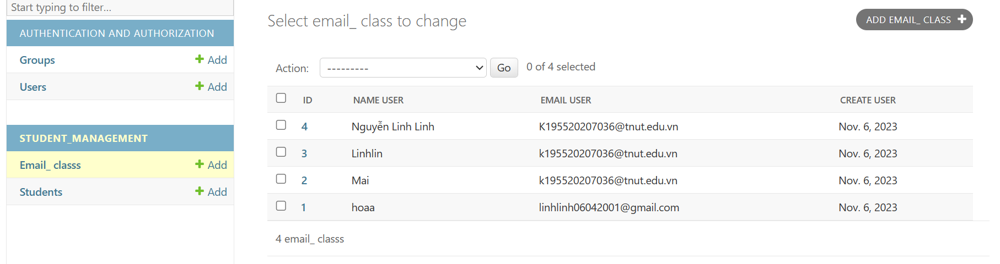 Start typing to filter...
AUTHENTICATION AND AUTHORIZATION
Groups Add
Users Add
STUDENT_MANAGEMENT
Email_ classs Add
Students Add
Select email_ class to change
ADD EMAIL_ CLASS
Action: --------- Go 0 of 4 selected
ID NAME USER EMAIL USER CREATE USER
4 Nguyễn Linh Linh K195520207036@tnut.edu.vn Nov. 6, 2023
3 Linhlin k195520207036@tnut.edu.vn Nov. 6, 2023
2 Mai k195520207036@tnut.edu.vn Nov. 6, 2023
1 hoaa linhlinh06042001@gmail.com Nov. 6, 2023
4 email_ classs